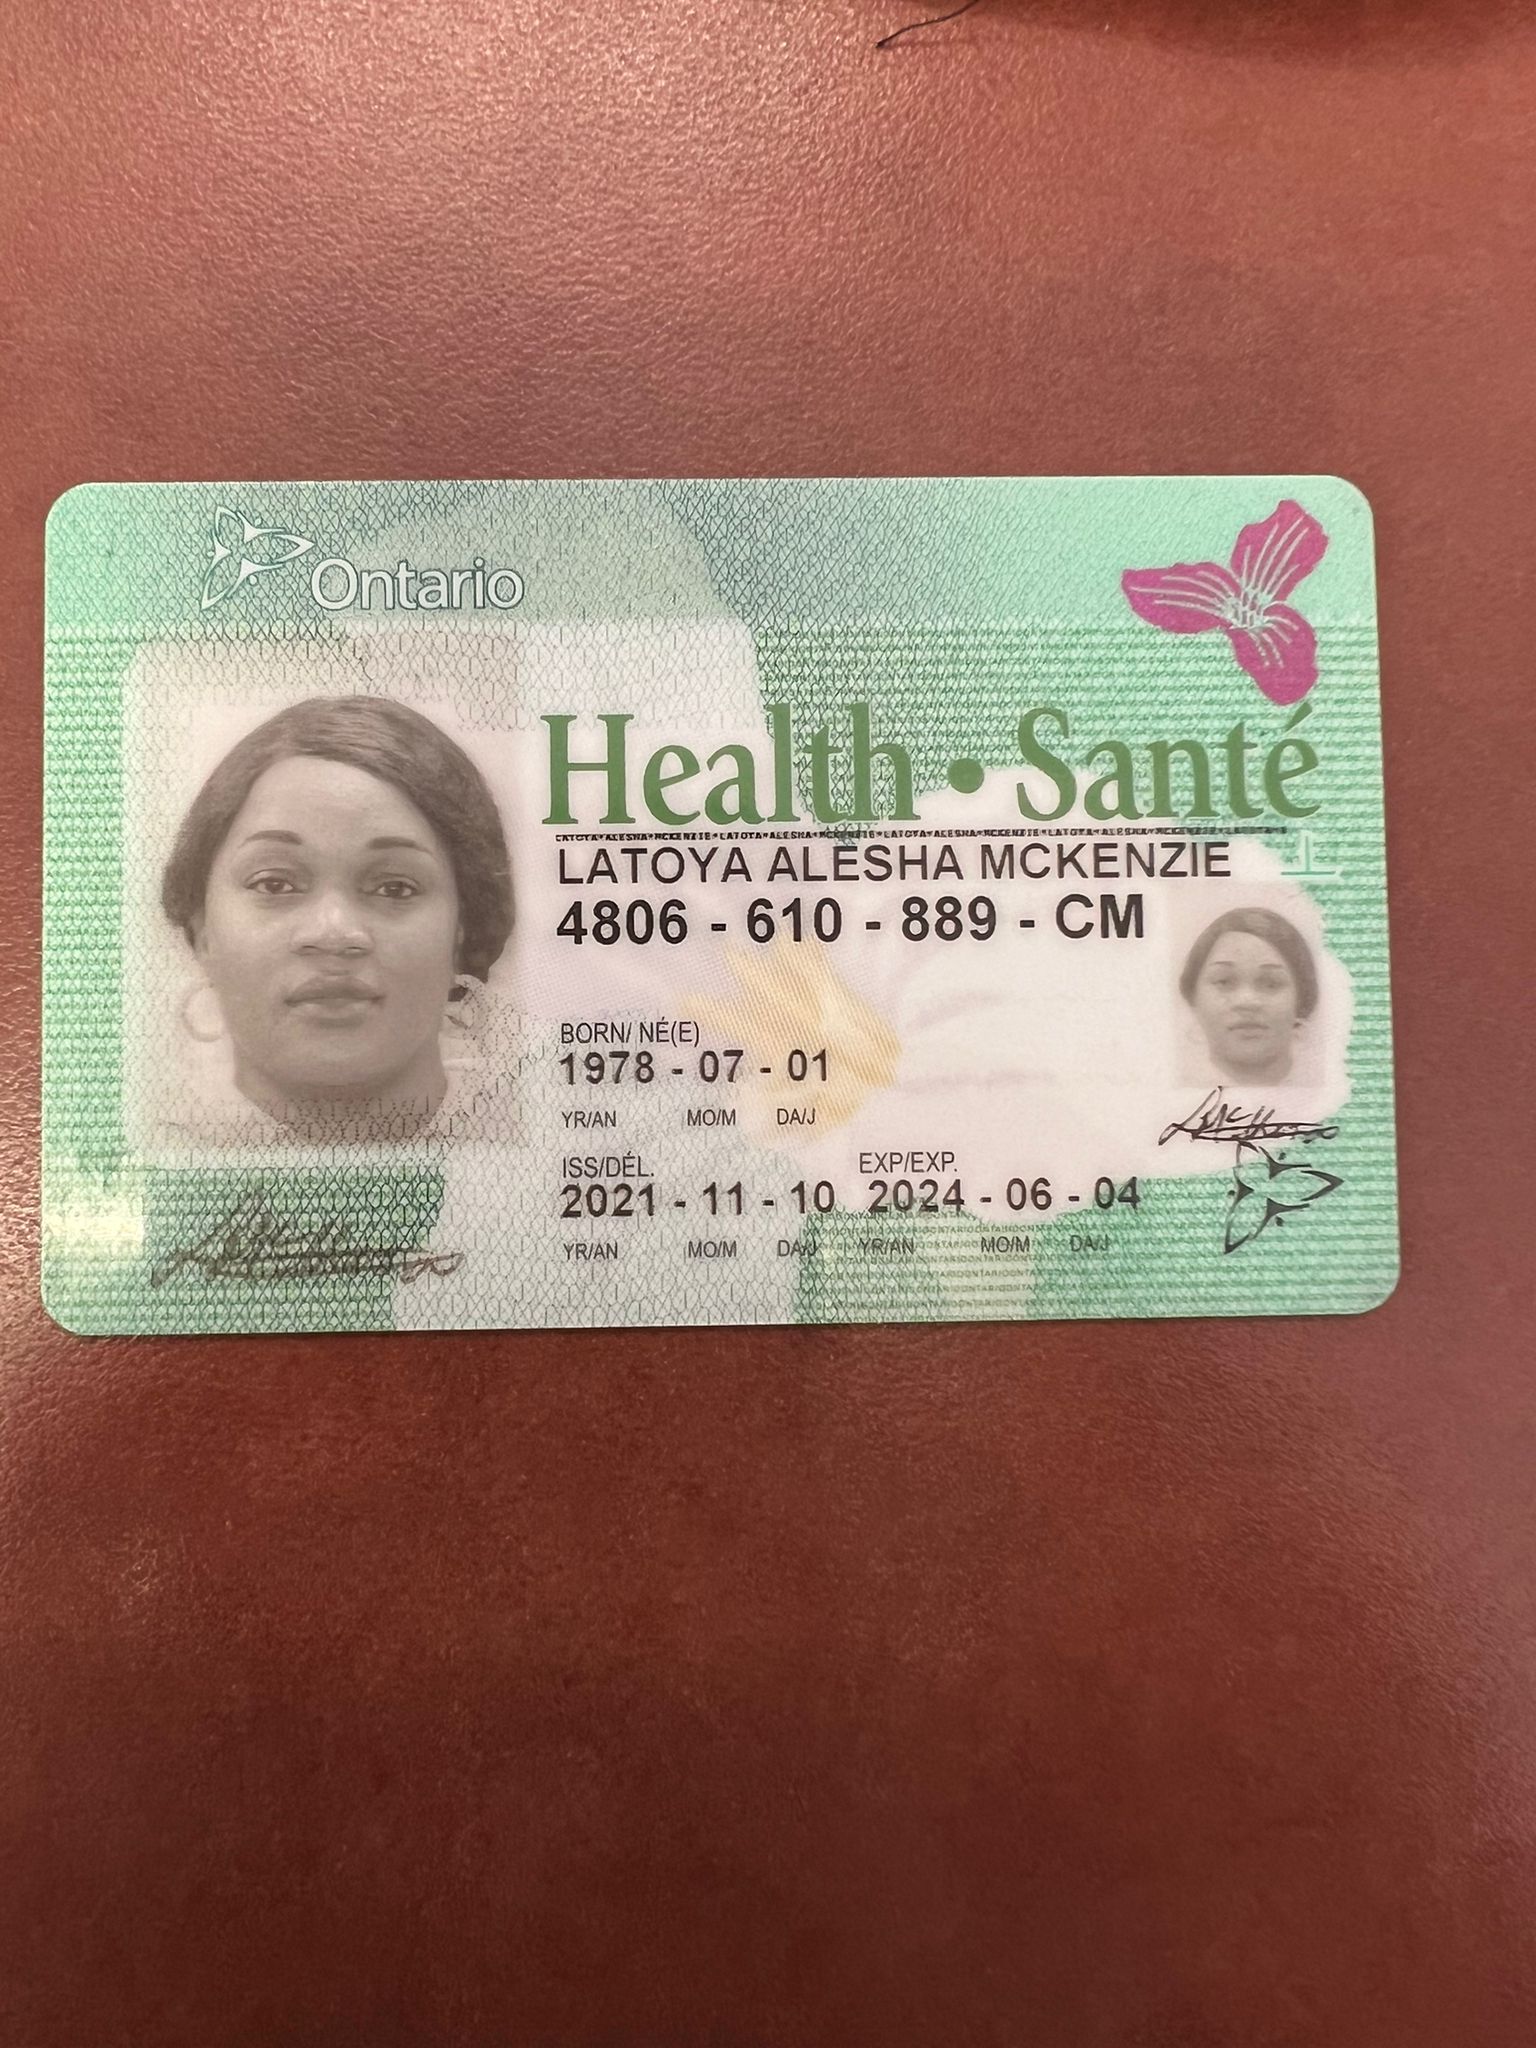 Ontario
Health • Santé
LATOYA ALESHA MCKENZIE
4806 - 610 - 889 - CM
BORN/ NÉ(E)
1978 - 07 - 01
YR/AN MO/M DA/J
ISS/DÉL. EXP/EXP.
2021 - 11 - 10 2024 - 06 - 04
YR/AN MO/M DA/J YR/AN MO/M DA/J